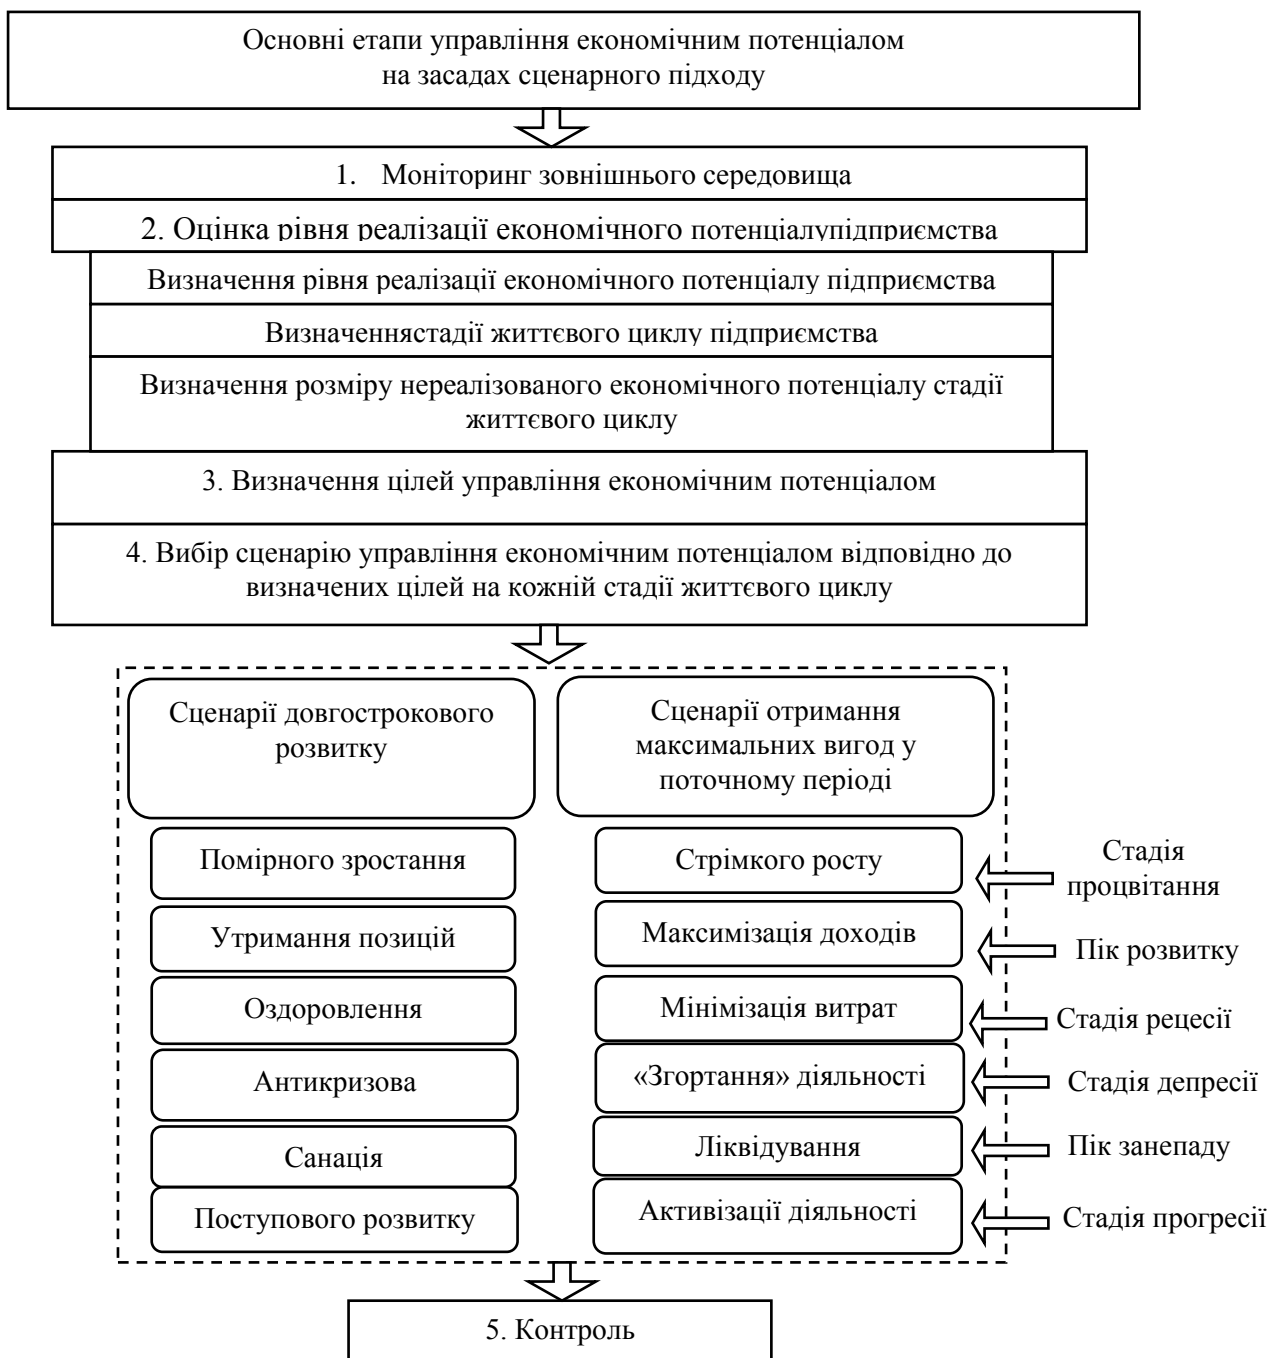 Основні етапи управління економічним потенціалом
на засадах сценарного підходу
1. Моніторинг зовнішнього середовища
2. Оцінка рівня реалізації економічного потенціалупідприємства
Визначення рівня реалізації економічного потенціалу підприємства
Визначеннястадії життєвого циклу підприємства
Визначення розміру нереалізованого економічного потенціалу стадії
життєвого циклу
3. Визначення цілей управління економічним потенціалом
4. Вибір сценарію управління економічним потенціалом відповідно до
визначених цілей на кожній стадії життєвого циклу
Сценарії довгострокового
розвитку
Сценарії отримання
максимальних вигод у
поточному періоді
Помірного зростання
Стрімкого росту
Стадія
процвітання
Утримання позицій
Максимізація доходів
Пік розвитку
Оздоровлення
Мінімізація витрат
Стадія рецесії
Антикризова
«Згортання» діяльності
Стадія депресії
Санація
Ліквідування
Пік занепаду
Поступового розвитку
Активізації діяльності
Стадія прогресії
5. Контроль